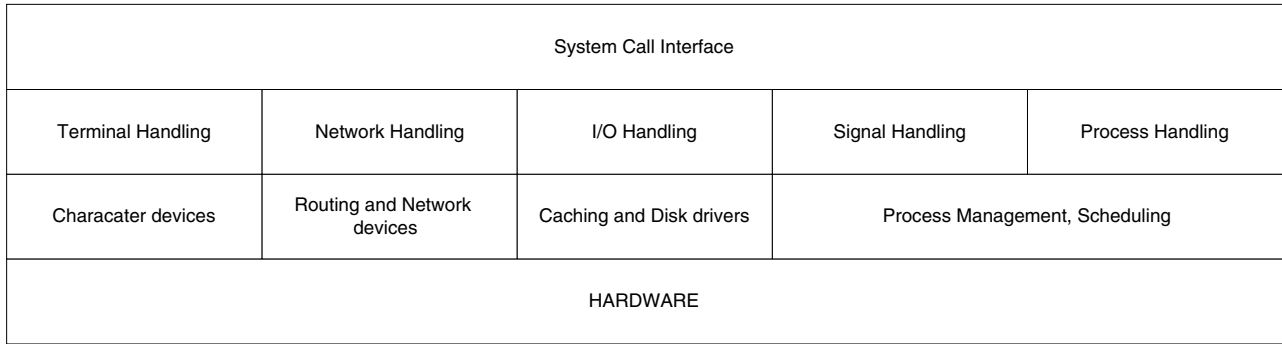 System Call Interface
Terminal Handling
Network Handling
I/O Handling
Signal Handling
Process Handling
Characater devices
Routing and Network
devices
Caching and Disk drivers
Process Management, Scheduling
HARDWARE